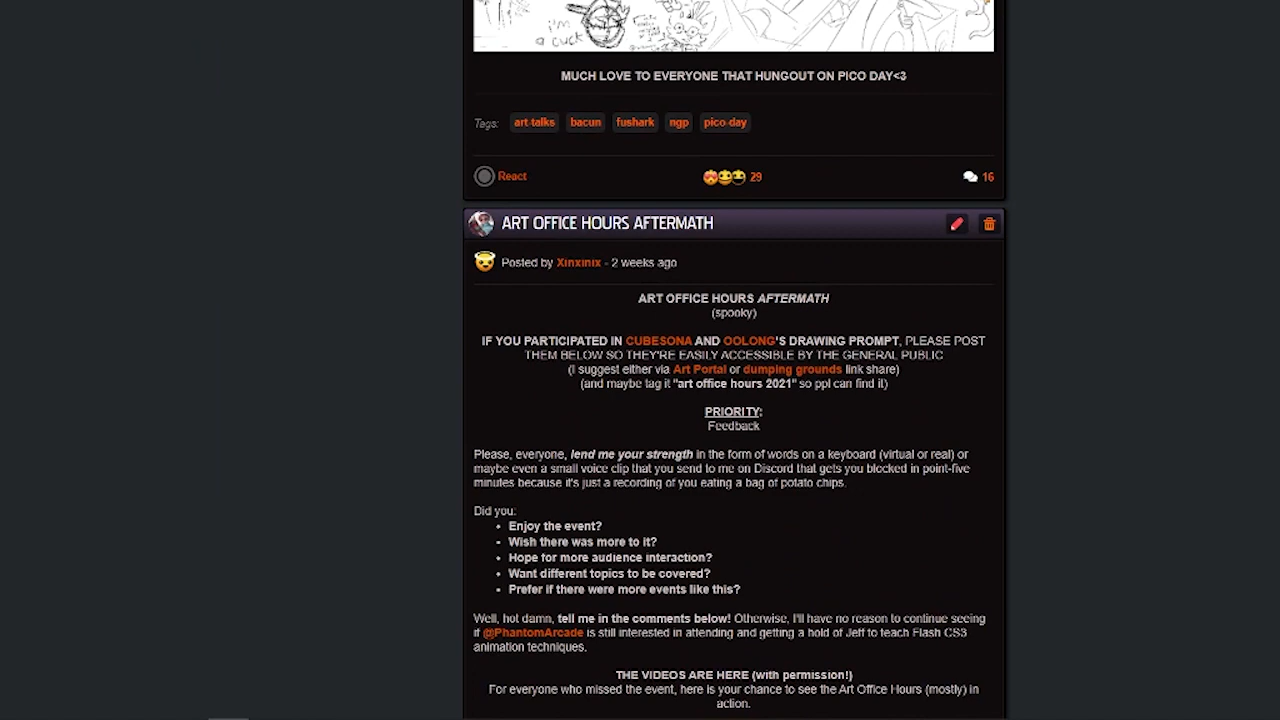 i'm
a cuck
MUCH LOVE TO EVERYONE THAT HUNGOUT ON PICO DAY<3
Tags: art-talks bacun fushark ngp pico-day
React 29 16
ART OFFICE HOURS AFTERMATH
Posted by Xinxinix - 2 weeks ago
ART OFFICE HOURS AFTERMATH
(spooky)
IF YOU PARTICIPATED IN CUBESONA AND OOLONG'S DRAWING PROMPT, PLEASE POST
THEM BELOW SO THEY'RE EASILY ACCESSIBLE BY THE GENERAL PUBLIC
(I suggest either via Art Portal or dumping grounds link share)
(and maybe tag it "art office hours 2021" so ppl can find it)
PRIORITY:
Feedback
Please, everyone, lend me your strength in the form of words on a keyboard (virtual or real) or
maybe even a small voice clip that you send to me on Discord that gets you blocked in point-five
minutes because it's just a recording of you eating a bag of potato chips.
Did you:
• Enjoy the event?
• Wish there was more to it?
• Hope for more audience interaction?
• Want different topics to be covered?
• Prefer if there were more events like this?
Well, hot damn, tell me in the comments below! Otherwise, I'll have no reason to continue seeing
if @PhantomArcade is still interested in attending and getting a hold of Jeff to teach Flash CS3
animation techniques.
THE VIDEOS ARE HERE (with permission!)
For everyone who missed the event, here is your chance to see the Art Office Hours (mostly) in
action.